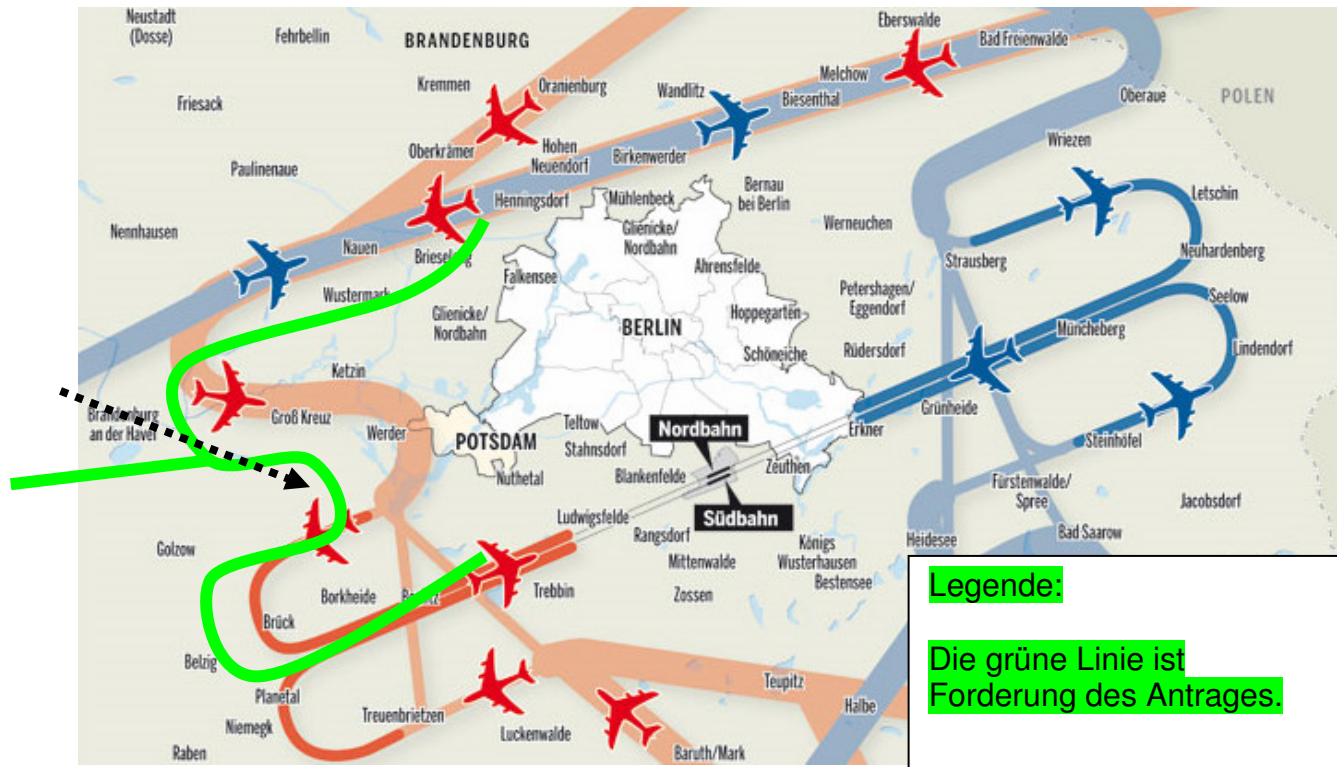 Neustadt
(Dosse)
Fehrbellin
BRANDENBURG
Eberswalde
Bad Freienwalde
Kremmen
Oranienburg
Wandlitz
Melchow
Biesenthal
Friesack
Oberaue
POLEN
Oberkrämer
Hohen
Neuendorf
Birkenwerder
Wriezen
Paulinenaue
Henningsdorf
Mühlenbeck
Bernau
bei Berlin
Letschin
Nennhausen
Nauen
Glienicke/
Nordbahn
Werneuchen
Falkensee
Ahrensfelde
Strausberg
Neuhardenberg
Wustermark
Petershagen/
Eggendorf
Seelow
Glienicke/
Nordbahn
BERLIN
Hoppegarten
Müncheberg
Schöneiche
Rüdersdorf
Lindendorf
Ketzin
Brandenburg
an der Havel
Groß Kreuz
Werder
POTSDAM
Teltow
Stahnsdorf
Nordbahn
Grünheide
Erkner
Steinhöfel
Nuthetal
Blankenfelde
Zeuthen
Fürstenwalde/
Spree
Jacobsdorf
Südbahn
Ludwigsfelde
Rangsdorf
Heidesee
Bad Saarow
Golzow
Mittenwalde
Königs
Wusterhausen
Bestensee
Borkheide
Trebbin
Zossen
Brück
Belzig
Planetal
Niemegk
Treuenbrietzen
Raben
Luckenwalde
Teupitz
Halbe
Baruth/Mark
Legende:
Die grüne Linie ist
Forderung des Antrages.